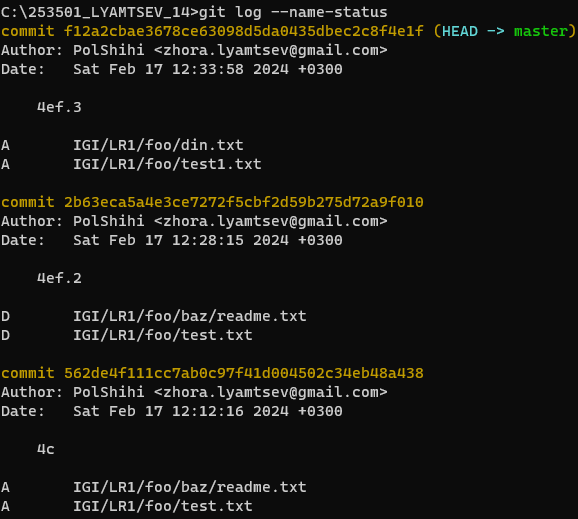 C:\253501_LYAMTSEV_14>git log --name-status
commit f12a2cbae3678ce63098d5da0435dbec2c8f4e1f (HEAD -> master)
Author: PolShihi <zhora.lyamtsev@gmail.com>
Date:   Sat Feb 17 12:33:58 2024 +0300
4ef.3
A       IGI/LR1/foo/din.txt
A       IGI/LR1/foo/test1.txt
commit 2b63eca5a4e3ce7272f5cbf2d59b275d72a9f010
Author: PolShihi <zhora.lyamtsev@gmail.com>
Date:   Sat Feb 17 12:28:15 2024 +0300
4ef.2
D       IGI/LR1/foo/baz/readme.txt
D       IGI/LR1/foo/test.txt
commit 562de4f111cc7ab0c97f41d004502c34eb48a438
Author: PolShihi <zhora.lyamtsev@gmail.com>
Date:   Sat Feb 17 12:12:16 2024 +0300
4c
A       IGI/LR1/foo/baz/readme.txt
A       IGI/LR1/foo/test.txt